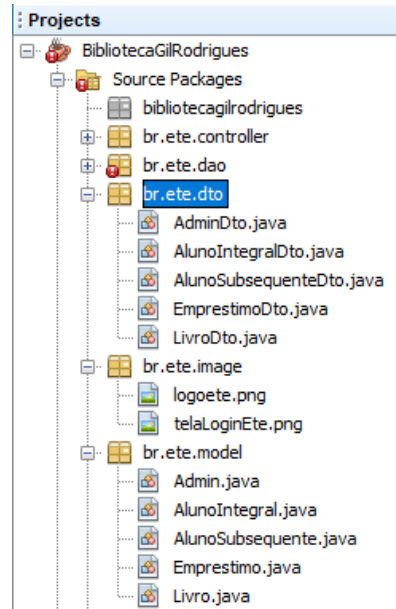 Projects
BibliotecaGilRodrigues
Source Packages
bibliotecagilrodrigues
br.ete.controller
br.ete.dao
br.ete.dto
AdminDto.java
AlunoIntegralDto.java
AlunoSubsequenteDto.java
EmprestimoDto.java
LivroDto.java
br.ete.image
logoete.png
telaLoginEte.png
br.ete.model
Admin.java
AlunoIntegral.java
AlunoSubsequente.java
Emprestimo.java
Livro.java